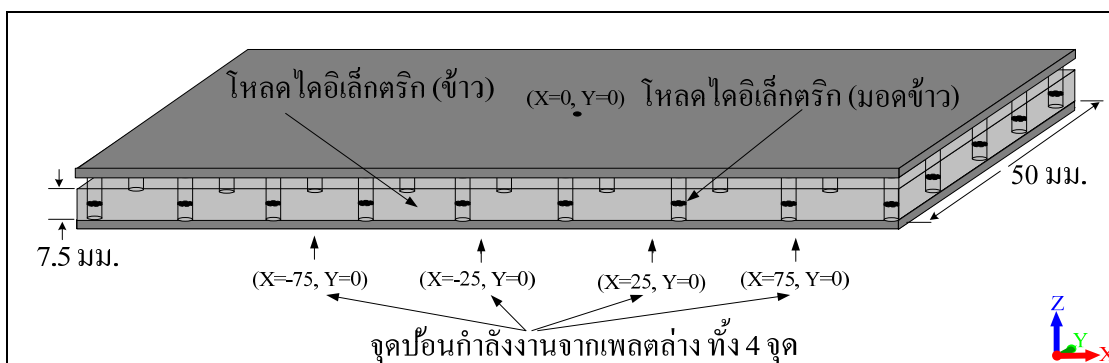 โหลดไดอิเล็กตริก (ข้าว)
(X=0, Y=0)
โหลดไดอิเล็กตริก (มอดข้าว)
50 มม.
7.5 มม.
(X=-75, Y=0)
(X=-25, Y=0)
(X=25, Y=0)
(X=75, Y=0)
จุดป้อนกำลังงานจากเพลตล่าง ทั้ง 4 จุด
Z
Y
X